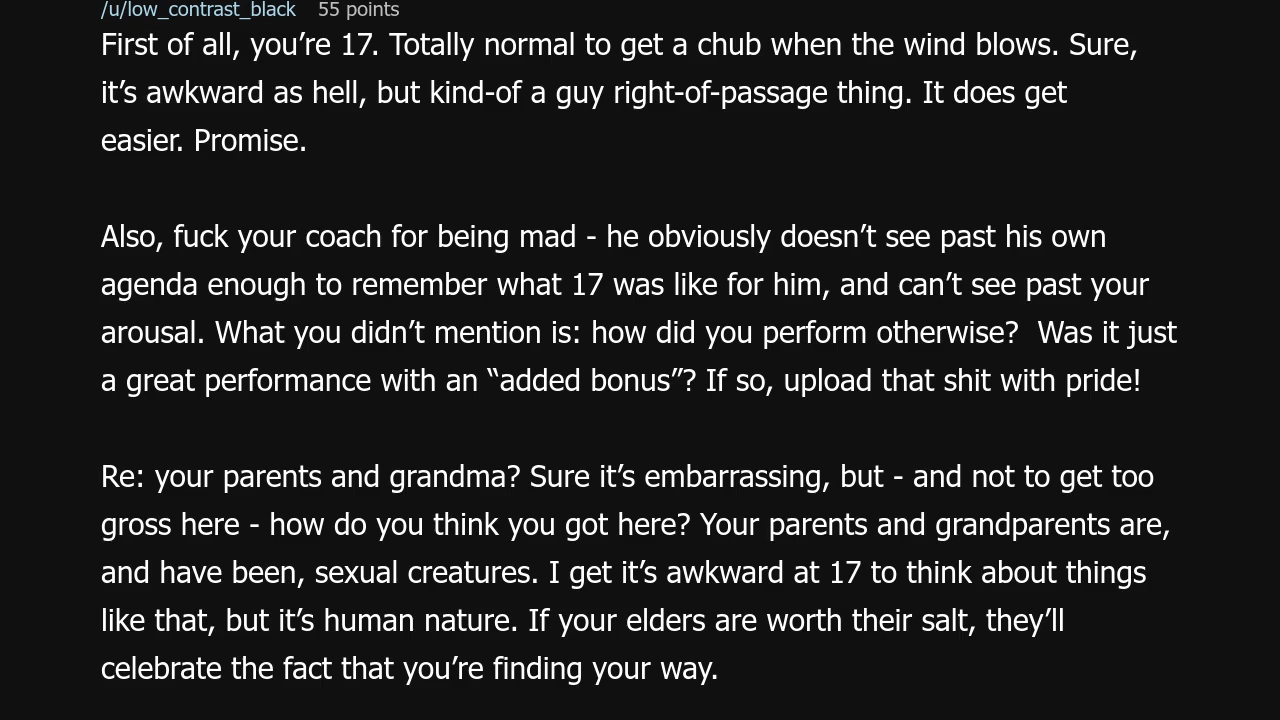 /u/low_contrast_black 55 points
First of all, you’re 17. Totally normal to get a chub when the wind blows. Sure,
it’s awkward as hell, but kind-of a guy right-of-passage thing. It does get
easier. Promise.
Also, fuck your coach for being mad - he obviously doesn’t see past his own
agenda enough to remember what 17 was like for him, and can’t see past your
arousal. What you didn’t mention is: how did you perform otherwise?  Was it just
a great performance with an “added bonus”? If so, upload that shit with pride!
Re: your parents and grandma? Sure it’s embarrassing, but - and not to get too
gross here - how do you think you got here? Your parents and grandparents are,
and have been, sexual creatures. I get it’s awkward at 17 to think about things
like that, but it’s human nature. If your elders are worth their salt, they’ll
celebrate the fact that you’re finding your way.